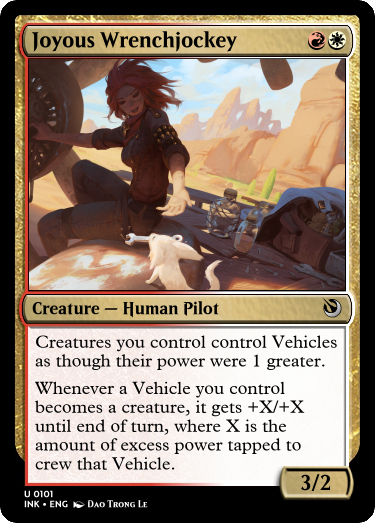 Joyous Wrenchjockey
Creature — Human Pilot
Creatures you control control Vehicles
as though their power were 1 greater.
Whenever a Vehicle you control
becomes a creature, it gets +X/+X
until end of turn, where X is the
amount of excess power tapped to
crew that Vehicle.
3/2
U 0101
INK • ENG Dao Trong Le